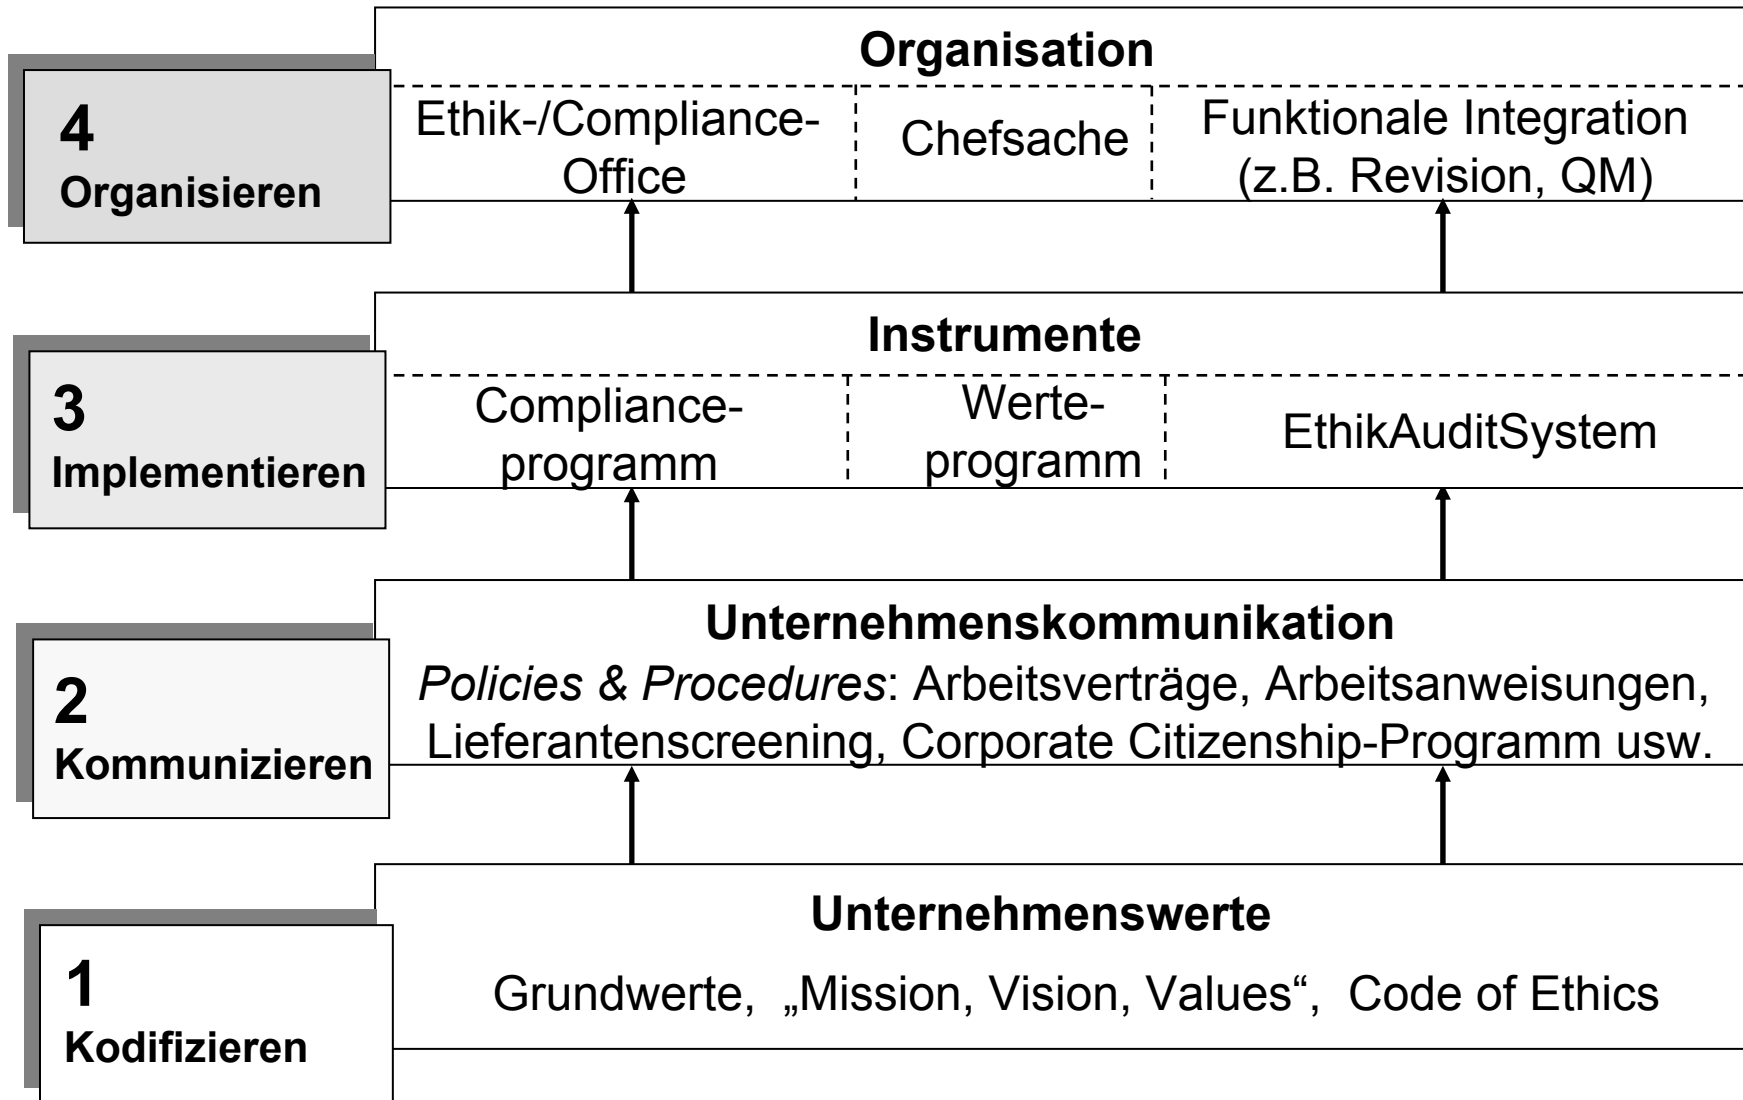 Organisation
4
Organisieren
Ethik-/Compliance-
Office
Chefsache
Funktionale Integration
(z.B. Revision, QM)
Instrumente
3
Implementieren
Compliance-
programm
Werte-
programm
EthikAuditSystem
Unternehmenskommunikation
2
Kommunizieren
Policies & Procedures: Arbeitsverträge, Arbeitsanweisungen,
Lieferantenscreening, Corporate Citizenship-Programm usw.
Unternehmenswerte
1
Kodifizieren
Grundwerte, „Mission, Vision, Values“, Code of Ethics